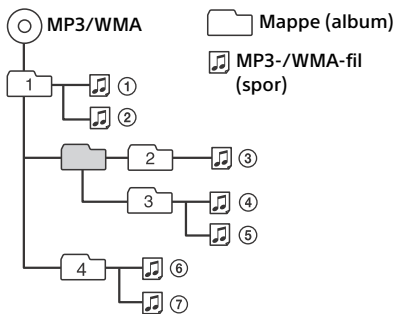 MP3/WMA
Mappe (album)
MP3-/WMA-fil
(spor)
1
①
②
2
③
3
④
⑤
4
⑥
⑦